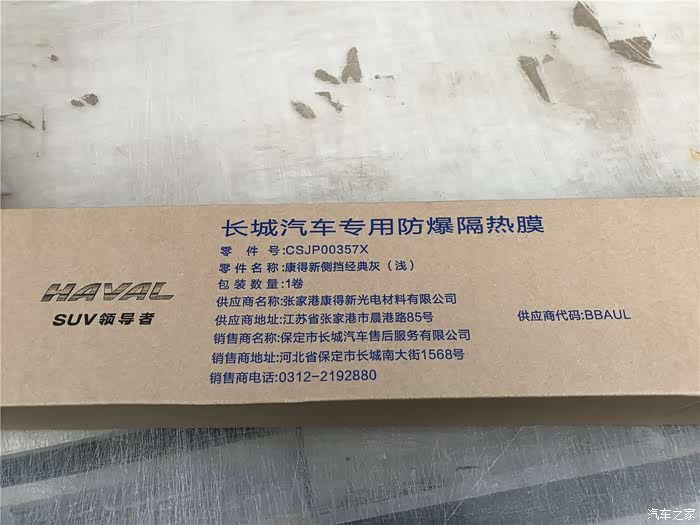 长城汽车专用防爆隔热膜
零 件 号:CSJP00357X
零件名称:康得新侧挡经典灰（浅）
包装数量:1卷
供应商名称:张家港康得新光电材料有限公司
供应商地址:江苏省张家港市晨港路85号 供应商代码:BBAUL
销售商名称:保定市长城汽车售后服务有限公司
销售商地址:河北省保定市长城南大街1568号
销售商电话:0312-2192880
HAVAL
SUV领导者
汽车之家